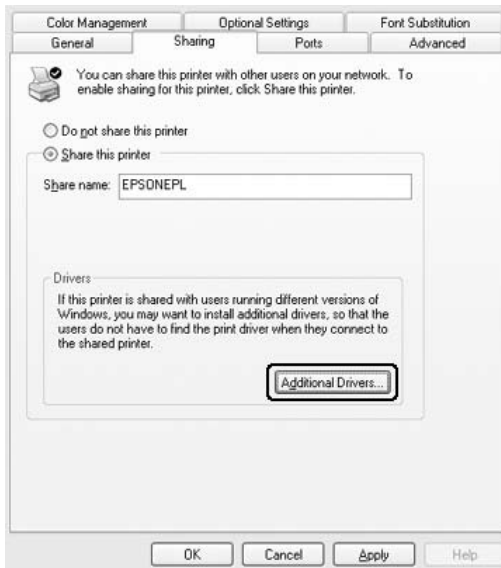 Color Management
Optional Settings
Font Substitution
General
Sharing
Ports
Advanced
You can share this printer with other users on your network. To
enable sharing for this printer, click Share this printer.
Do not share this printer
Share this printer
Share name: EPSONEPL
Drivers
If this printer is shared with users running different versions of
Windows, you may want to install additional drivers, so that the
users do not have to find the print driver when they connect to
the shared printer.
Additional Drivers...
OK
Cancel
Apply
Help